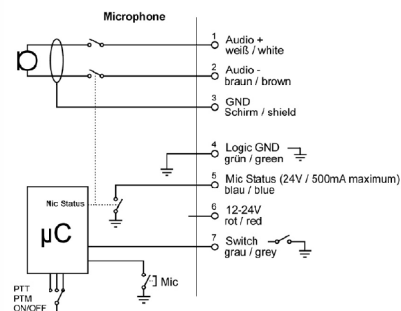 Microphone
1 Audio +
weiß / white
2 Audio -
braun / brown
3 GND
Schirm / shield
4 Logic GND
grün / green
5 Mic Status (24V / 500mA maximum)
blau / blue
6 12-24V
rot / red
7 Switch
grau / grey
Mic Status
µC
Mic
PTT
PTM
ON/OFF